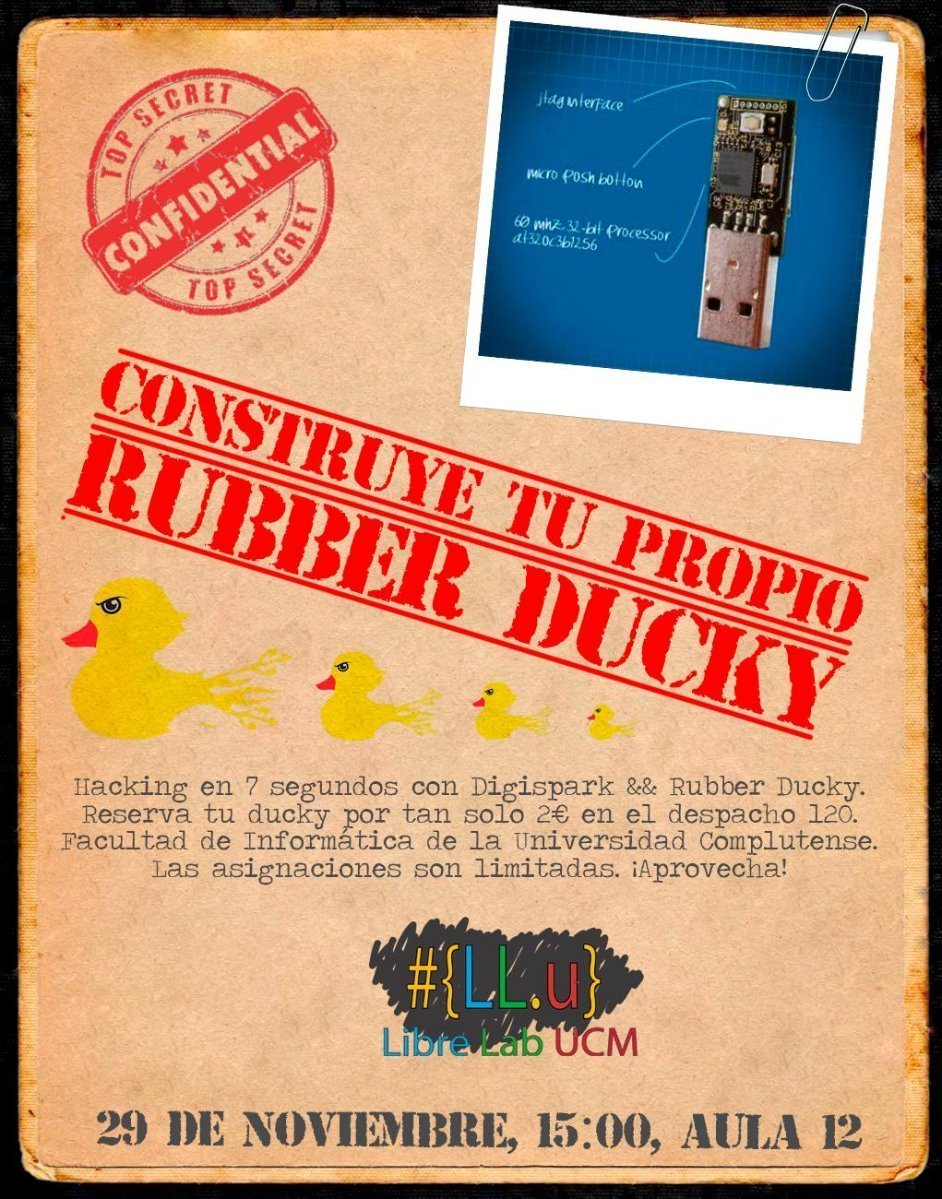 TOP SECRET
CONFIDENTIAL
TOP SECRET
jtag interface
micro push button
60 mhz 32-bit processor
at32uc3b1256
CONSTRUYE TU PROPIO
RUBBER DUCKY
Hacking en 7 segundos con Digispark && Rubber Ducky.
Reserva tu ducky por tan solo 2€ en el despacho 120.
Facultad de Informática de la Universidad Complutense.
Las asignaciones son limitadas. ¡Aprovecha!
#{LL.u}
Libre Lab UCM
29 DE NOVIEMBRE, 15:00, AULA 12